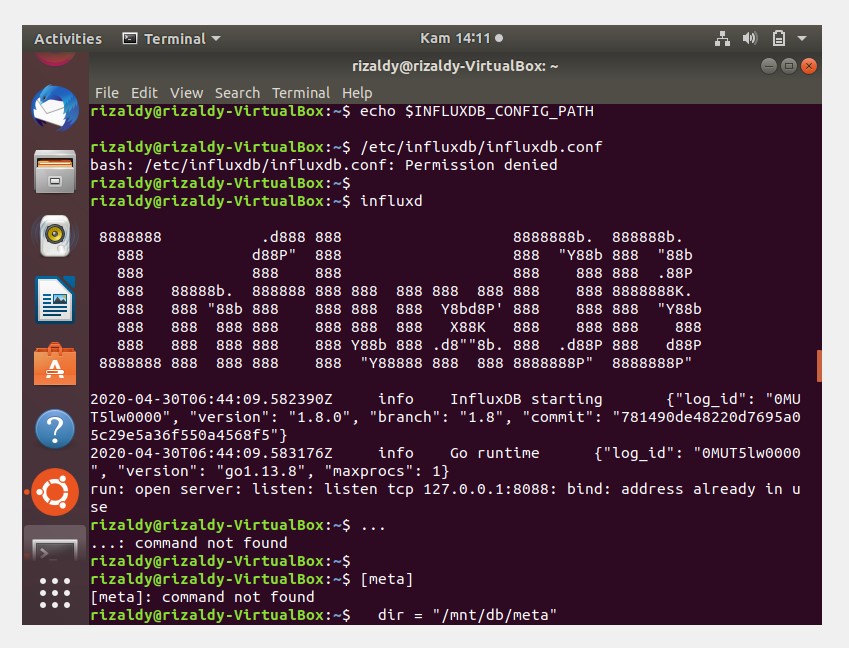 Activities Terminal Kam 14:11
rizaldy@rizaldy-VirtualBox: ~
File Edit View Search Terminal Help
rizaldy@rizaldy-VirtualBox:~$ echo $INFLUXDB_CONFIG_PATH
rizaldy@rizaldy-VirtualBox:~$ /etc/influxdb/influxdb.conf
bash: /etc/influxdb/influxdb.conf: Permission denied
rizaldy@rizaldy-VirtualBox:~$
rizaldy@rizaldy-VirtualBox:~$ influxd
 8888888           .d888 888                   8888888b.  888888b.
   888            d88P"  888                   888  "Y88b 888  "88b
   888            888    888                   888    888 888  .88P
   888   88888b.  888888 888 888  888 888  888 888    888 8888888K.
   888   888 "88b 888    888 888  888  Y8bd8P' 888    888 888  "Y88b
   888   888  888 888    888 888  888   X88K   888    888 888    888
   888   888  888 888    888 Y88b 888 .d8""8b. 888  .d88P 888   d88P
 8888888 888  888 888    888  "Y88888 888  888 8888888P"  8888888P"
2020-04-30T06:44:09.582390Z     info    InfluxDB starting       {"log_id": "0MU
T5lw0000", "version": "1.8.0", "branch": "1.8", "commit": "781490de48220d7695a0
5c29e5a36f550a4568f5"}
2020-04-30T06:44:09.583176Z     info    Go runtime      {"log_id": "0MUT5lw0000
", "version": "go1.13.8", "maxprocs": 1}
run: open server: listen: listen tcp 127.0.0.1:8088: bind: address already in u
se
rizaldy@rizaldy-VirtualBox:~$ ...
...: command not found
rizaldy@rizaldy-VirtualBox:~$
rizaldy@rizaldy-VirtualBox:~$ [meta]
[meta]: command not found
rizaldy@rizaldy-VirtualBox:~$   dir = "/mnt/db/meta"